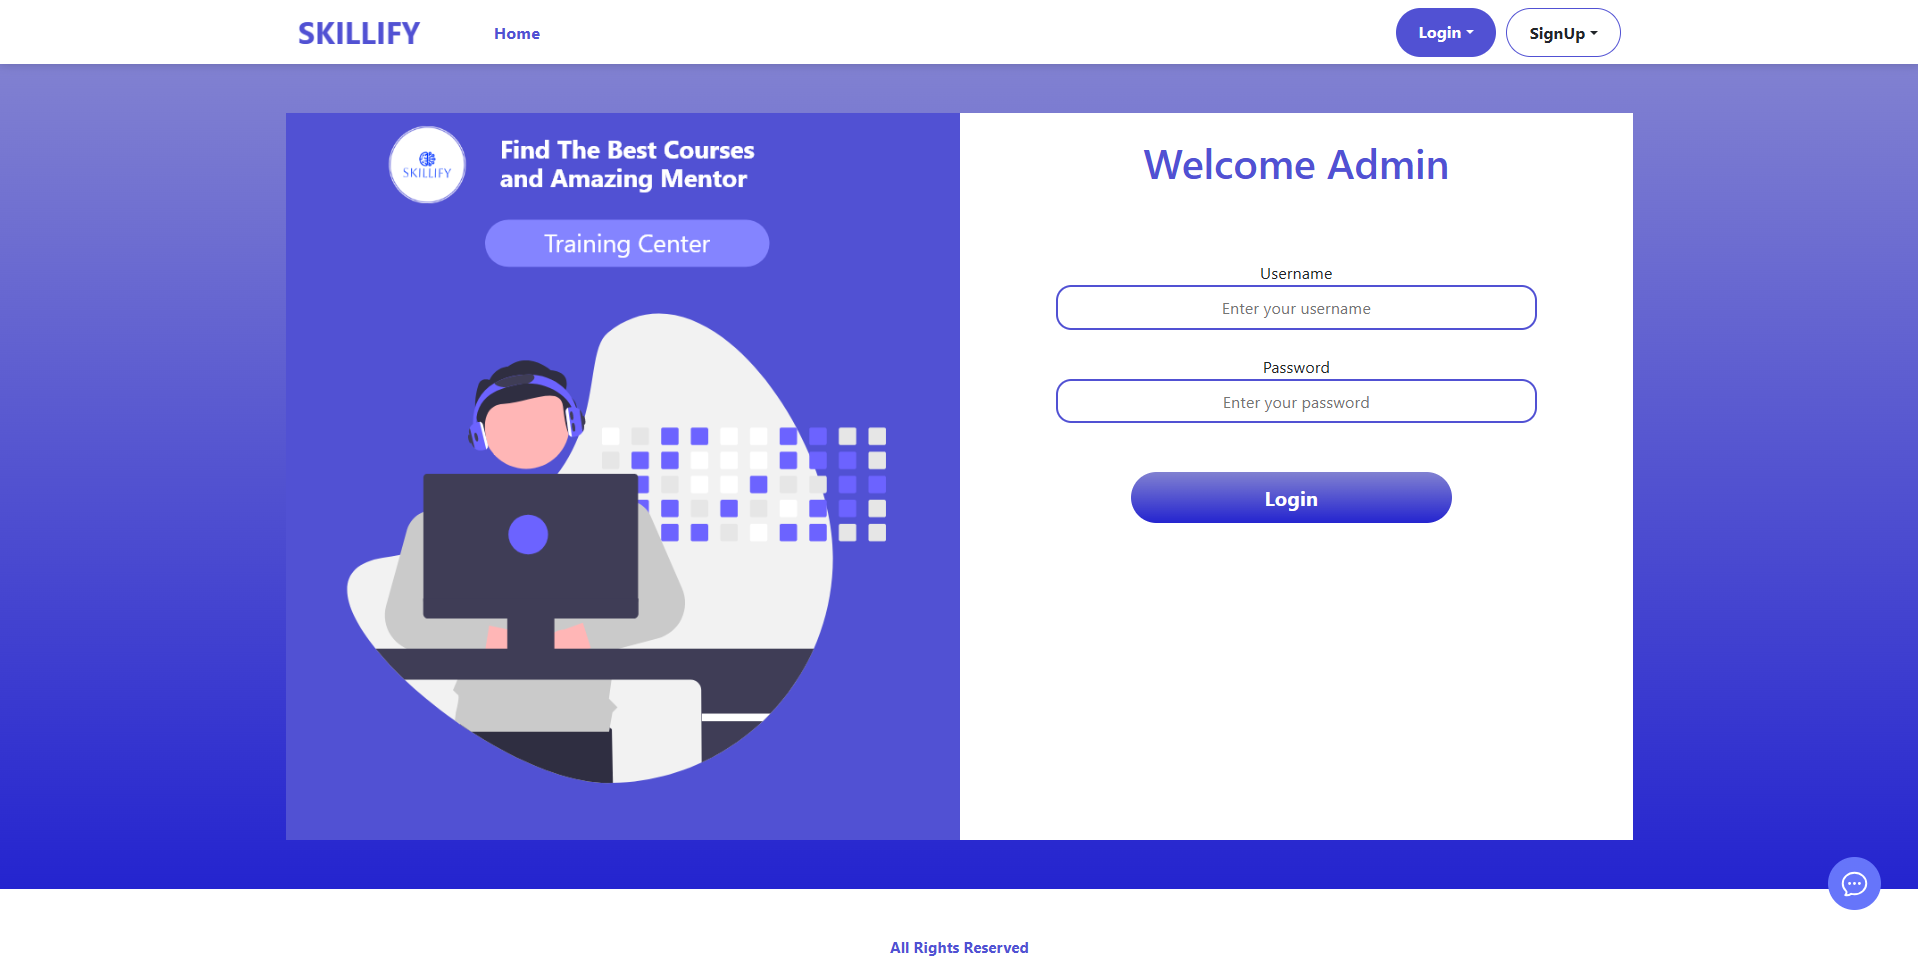 SKILLIFY
Home
Login
SignUp
SKILLIFY
Find The Best Courses
and Amazing Mentor
Training Center
Welcome Admin
Username
Enter your username
Password
Enter your password
Login
All Rights Reserved